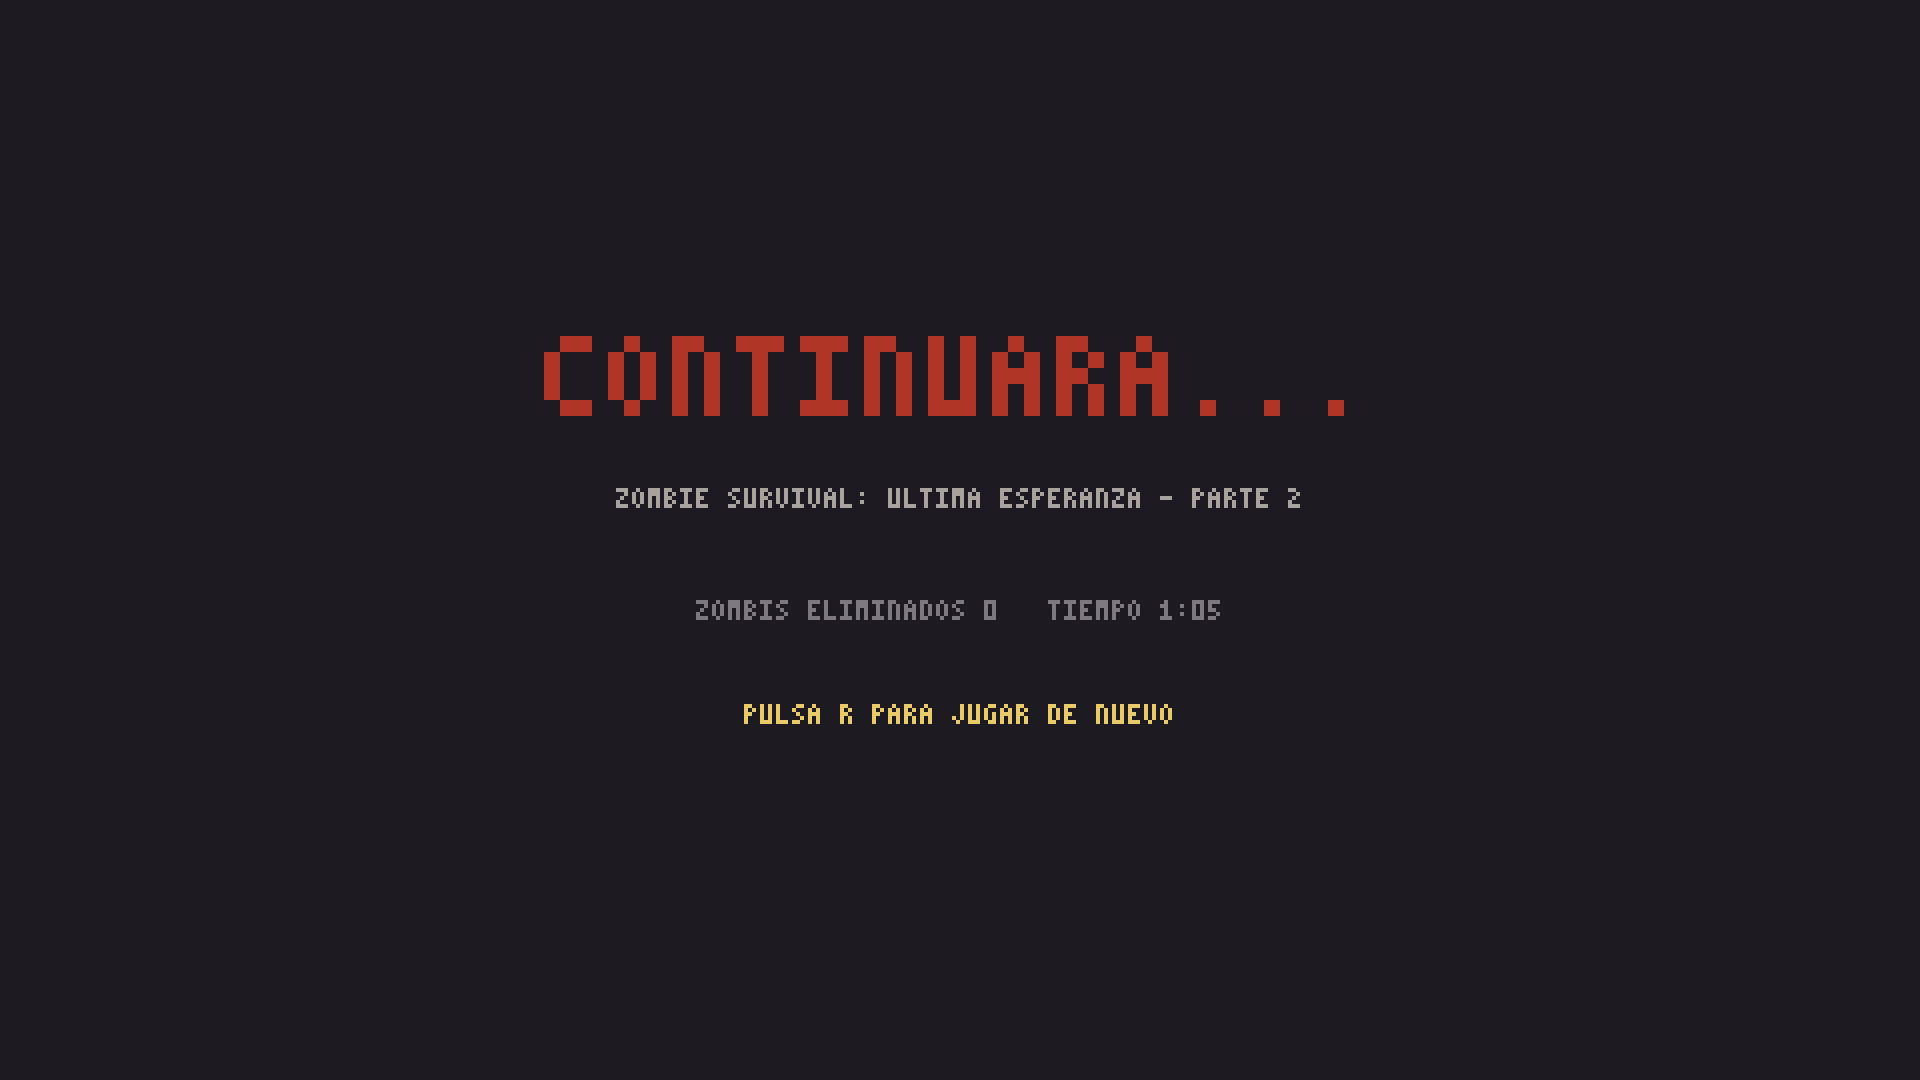 CONTINUARA...
ZOMBIE SURVIVAL: ULTIMA ESPERANZA - PARTE 2
ZOMBIS ELIMINADOS 0   TIEMPO 1:05
PULSA R PARA JUGAR DE NUEVO